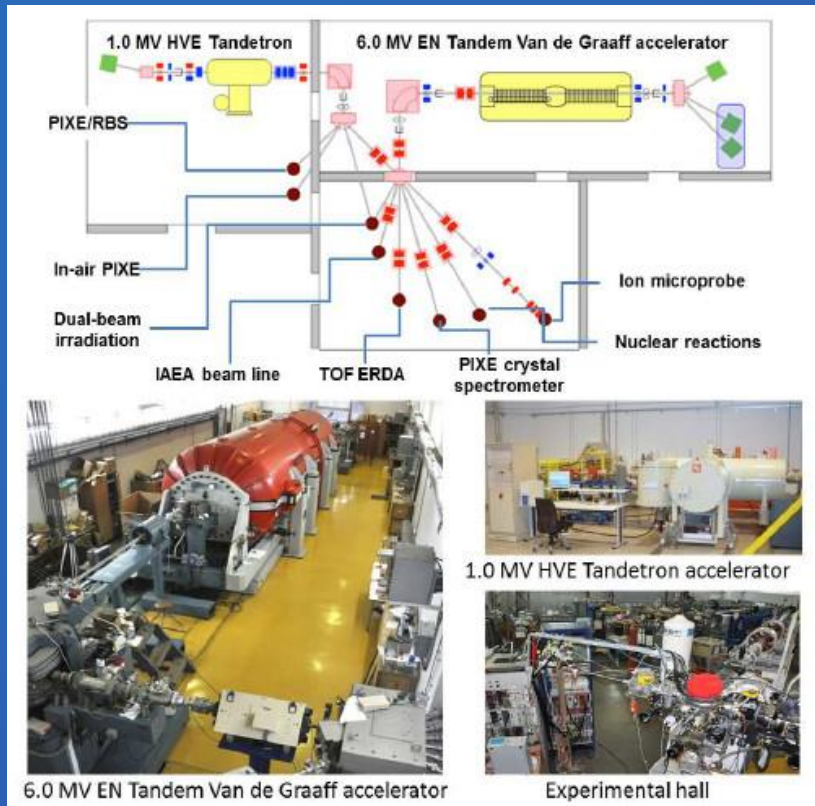 1.0 MV HVE Tandetron
6.0 MV EN Tandem Van de Graaff accelerator
PIXE/RBS
In-air PIXE
Dual-beam
irradiation
IAEA beam line
TOF ERDA
PIXE crystal
spectrometer
Nuclear reactions
Ion microprobe
1.0 MV HVE Tandetron accelerator
6.0 MV EN Tandem Van de Graaff accelerator
Experimental hall